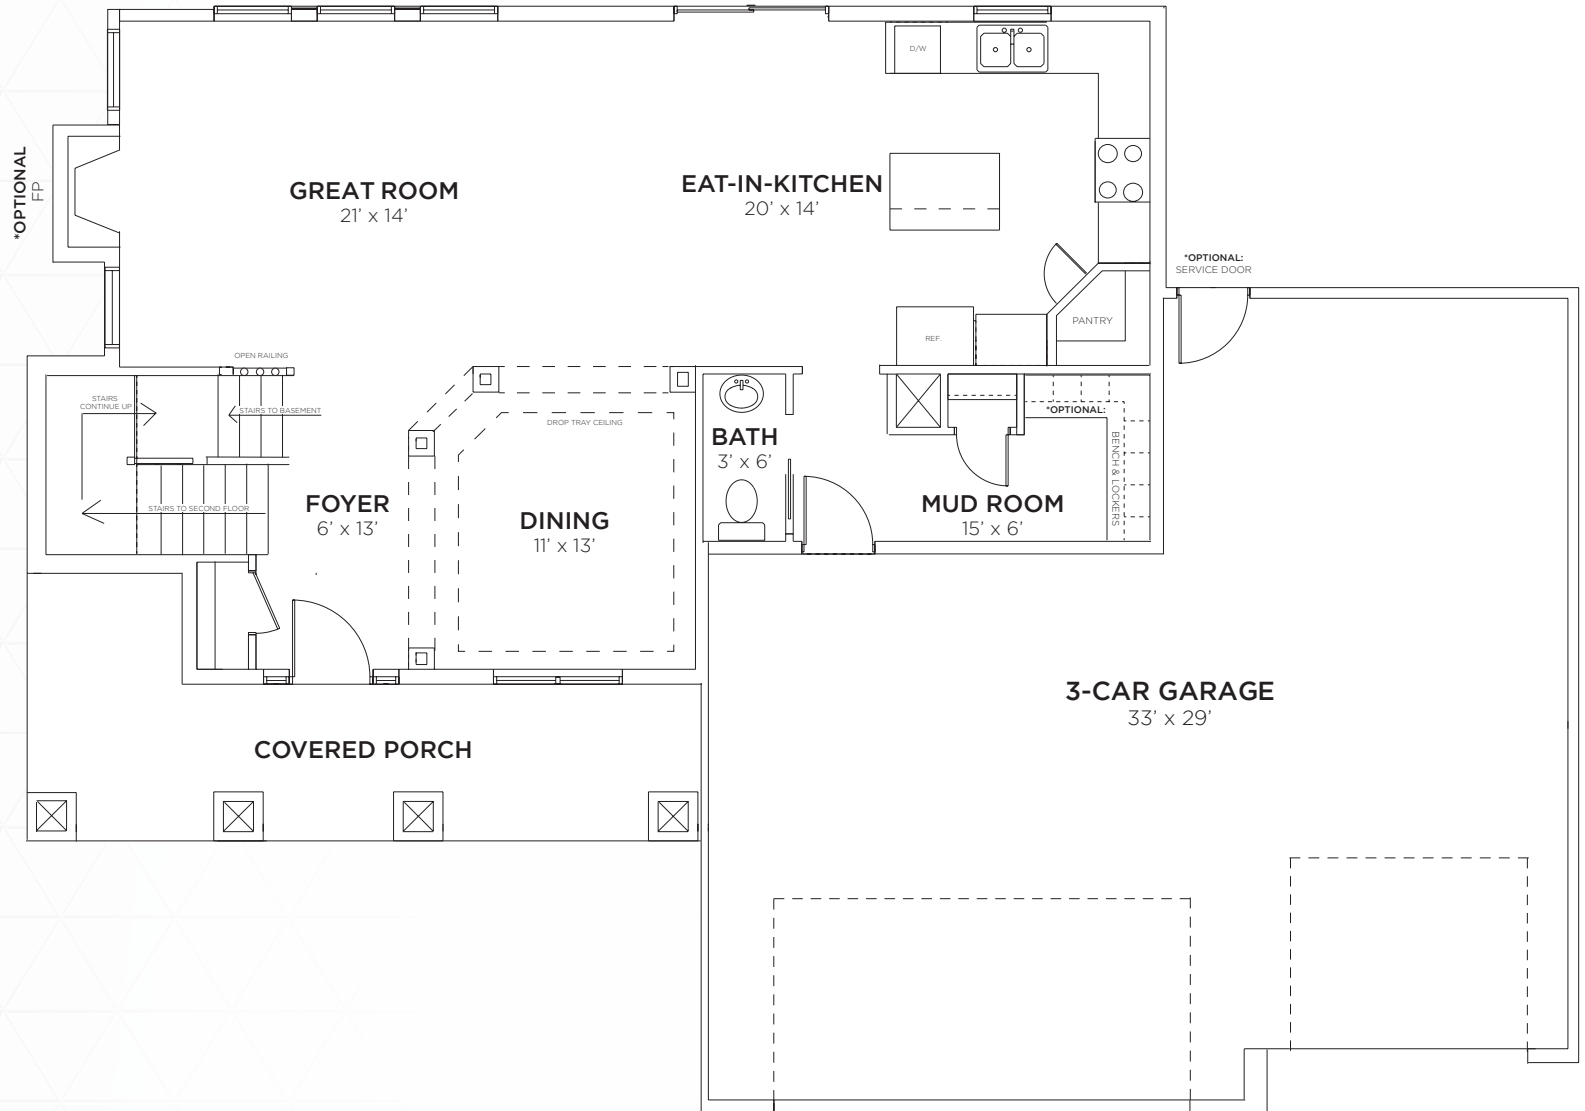 D/W
*OPTIONAL
FP
GREAT ROOM
21’ x 14’
EAT-IN-KITCHEN
20’ x 14’
*OPTIONAL:
SERVICE DOOR
PANTRY
REF.
OPEN RAILING
STAIRS
CONTINUE UP
STAIRS TO BASEMENT
DROP TRAY CEILING
*OPTIONAL:
BENCH & LOCKERS
BATH
3’ x 6’
FOYER
6’ x 13’
STAIRS TO SECOND FLOOR
DINING
11’ x 13’
MUD ROOM
15’ x 6’
3-CAR GARAGE
33’ x 29’
COVERED PORCH